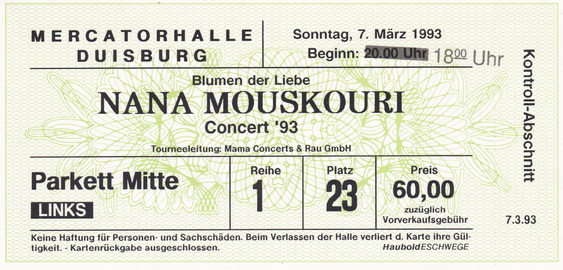 MERCATORHALLE
DUISBURG
Sonntag, 7. März 1993
Beginn: 20.00 Uhr 18⁰⁰ Uhr
Blumen der Liebe
NANA MOUSKOURI
Concert '93
Tourneeleitung: Mama Concerts & Rau GmbH
Parkett Mitte
LINKS
Reihe
1
Platz
23
Preis
60,00
zuzüglich
Vorverkaufsgebühr
Keine Haftung für Personen- und Sachschäden. Beim Verlassen der Halle verliert d. Karte ihre Gül-
tigkeit. - Kartenrückgabe ausgeschlossen.
Haubold ESCHWEGE
Kontroll-Abschnitt
7.3.93